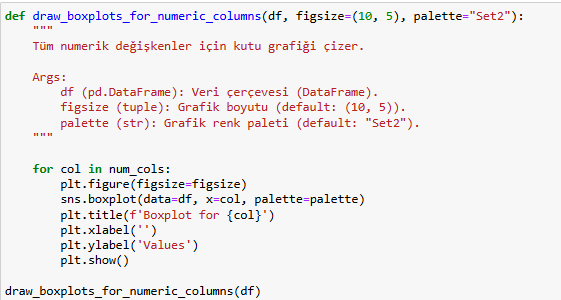 def draw_boxplots_for_numeric_columns(df, figsize=(10, 5), palette="Set2"):
    """
    Tüm numerik değişkenler için kutu grafiği çizer.

    Args:
        df (pd.DataFrame): Veri çerçevesi (DataFrame).
        figsize (tuple): Grafik boyutu (default: (10, 5)).
        palette (str): Grafik renk paleti (default: "Set2").
    """

    for col in num_cols:
        plt.figure(figsize=figsize)
        sns.boxplot(data=df, x=col, palette=palette)
        plt.title(f'Boxplot for {col}')
        plt.xlabel('')
        plt.ylabel('Values')
        plt.show()

draw_boxplots_for_numeric_columns(df)